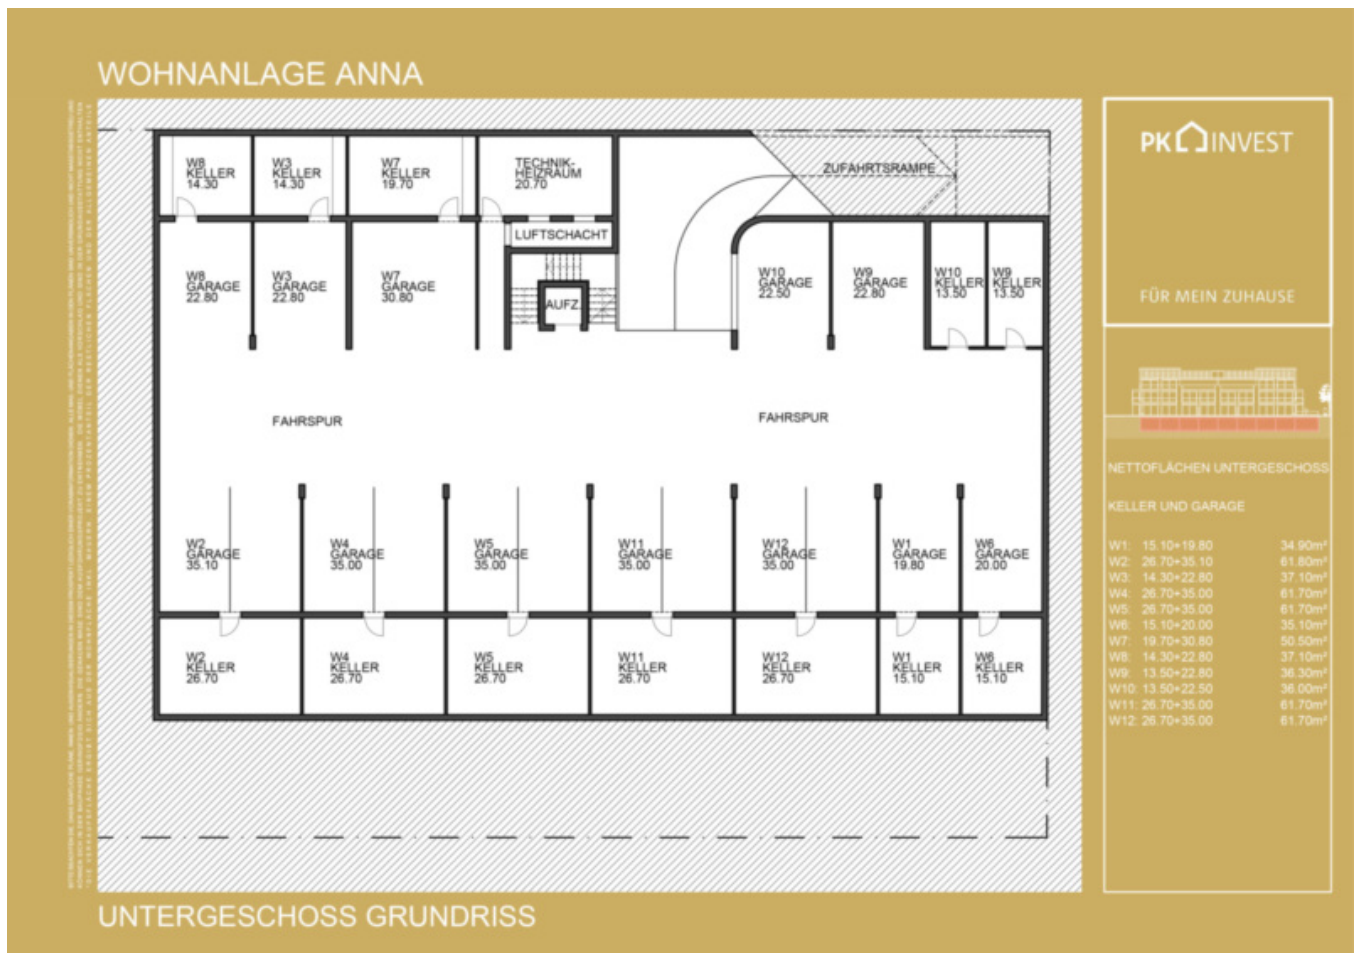 WOHNANLAGE ANNA
W8
KELLER
14.30
W3
KELLER
14.30
W7
KELLER
19.70
TECHNIK-
HEIZRAUM
20.70
ZUFAHRTSRAMPE
LUFTSCHACHT
W8
GARAGE
22.80
W3
GARAGE
22.80
W7
GARAGE
30.80
AUFZ.
W10
GARAGE
22.50
W9
GARAGE
22.80
W10
KELLER
13.50
W9
KELLER
13.50
FAHRSPUR
FAHRSPUR
W2
GARAGE
35.10
W4
GARAGE
35.00
W5
GARAGE
35.00
W11
GARAGE
35.00
W12
GARAGE
35.00
W1
GARAGE
19.80
W6
GARAGE
20.00
W2
KELLER
26.70
W4
KELLER
26.70
W5
KELLER
26.70
W11
KELLER
26.70
W12
KELLER
26.70
W1
KELLER
15.10
W6
KELLER
15.10
UNTERGESCHOSS GRUNDRISS
PK INVEST
FÜR MEIN ZUHAUSE
NETTOFLÄCHEN UNTERGESCHOSS
KELLER UND GARAGE
W1: 15.10+19.80 34.90m²
W2: 26.70+35.10 61.80m²
W3: 14.30+22.80 37.10m²
W4: 26.70+35.00 61.70m²
W5: 26.70+35.00 61.70m²
W6: 15.10+20.00 35.10m²
W7: 19.70+30.80 50.50m²
W8: 14.30+22.80 37.10m²
W9: 13.50+22.80 36.30m²
W10: 13.50+22.50 36.00m²
W11: 26.70+35.00 61.70m²
W12: 26.70+35.00 61.70m²